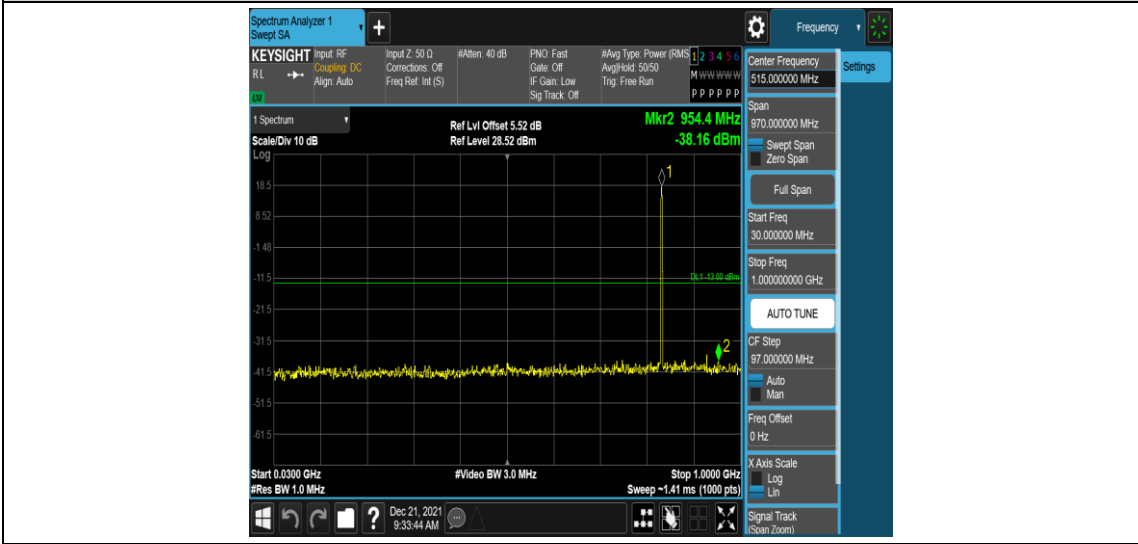 Spectrum Analyzer 1
Swept SA
Frequency
KEYSIGHT
RL
LXI
Input: RF
Coupling: DC
Align: Auto
Input Z: 50 Ω
Corrections: Off
Freq Ref: Int (S)
#Atten: 40 dB
PNO: Fast
Gate: Off
IF Gain: Low
Sig Track: Off
#Avg Type: Power (RMS
Avg|Hold: 50/50
Trig: Free Run
1 2 3 4 5 6
M W W W W W
P P P P P P
1 Spectrum
Scale/Div 10 dB
Log
Ref Lvl Offset 5.52 dB
Ref Level 28.52 dBm
Mkr2 954.4 MHz
-38.16 dBm
1
18.5
8.52
-1.48
-11.5
DL1 -13.00 dBm
-21.5
-31.5
2
-41.5
-51.5
-61.5
Start 0.0300 GHz
#Res BW 1.0 MHz
#Video BW 3.0 MHz
Stop 1.0000 GHz
Sweep ~1.41 ms (1000 pts)
Dec 21, 2021
9:33:44 AM
Center Frequency
515.000000 MHz
Settings
Span
970.000000 MHz
Swept Span
Zero Span
Full Span
Start Freq
30.000000 MHz
Stop Freq
1.000000000 GHz
AUTO TUNE
CF Step
97.000000 MHz
Auto
Man
Freq Offset
0 Hz
X Axis Scale
Log
Lin
Signal Track
(Span Zoom)